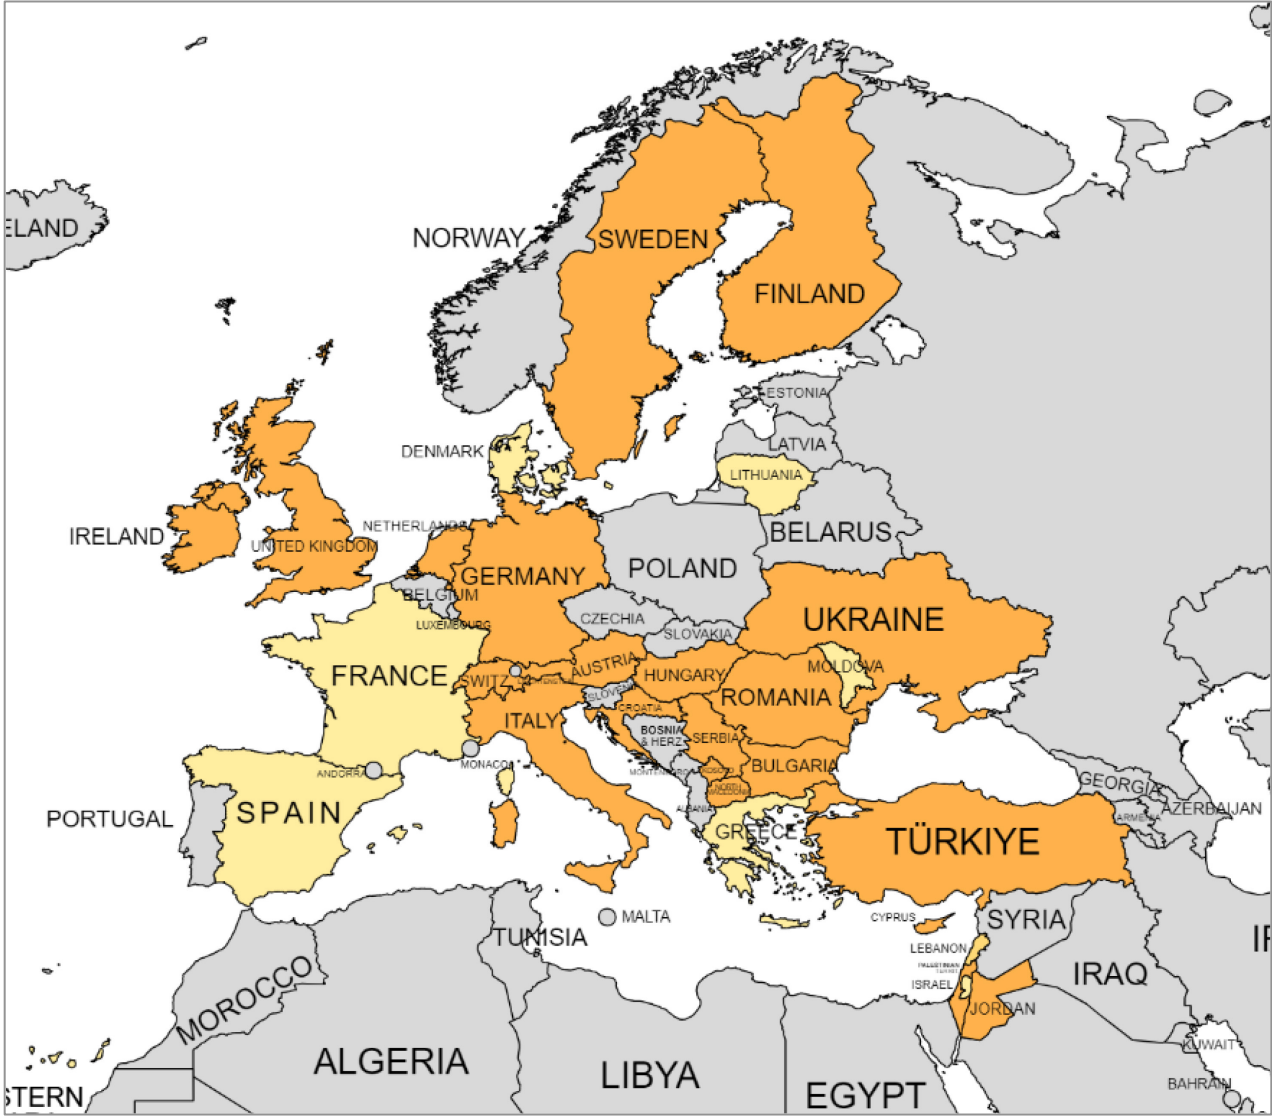 ELAND
NORWAY
SWEDEN
FINLAND
ESTONIA
DENMARK
LATVIA
LITHUANIA
IRELAND
NETHERLANDS
UNITED KINGDOM
BELARUS
GERMANY
POLAND
BELGIUM
CZECHIA
UKRAINE
LUXEMBOURG
SLOVAKIA
FRANCE
SWITZ
AUSTRIA
HUNGARY
MOLDOVA
SLOVENI
ROMANIA
CROATIA
ITALY
BOSNIA
& HERZ
SERBIA
MONACO
ANDORRA
MONTENEGRO
KOSOVO
BULGARIA
GEORGIA
NORTH
MACEDONIA
PORTUGAL
SPAIN
ALBANIA
AZERBAIJAN
ARMENIA
GREECE
TÜRKIYE
MALTA
CYPRUS
SYRIA
TUNISIA
LEBANON
PALESTINIAN
ISRAEL
IRAQ
MOROCCO
JORDAN
KUWAIT
ALGERIA
LIBYA
BAHRAIN
STERN
EGYPT